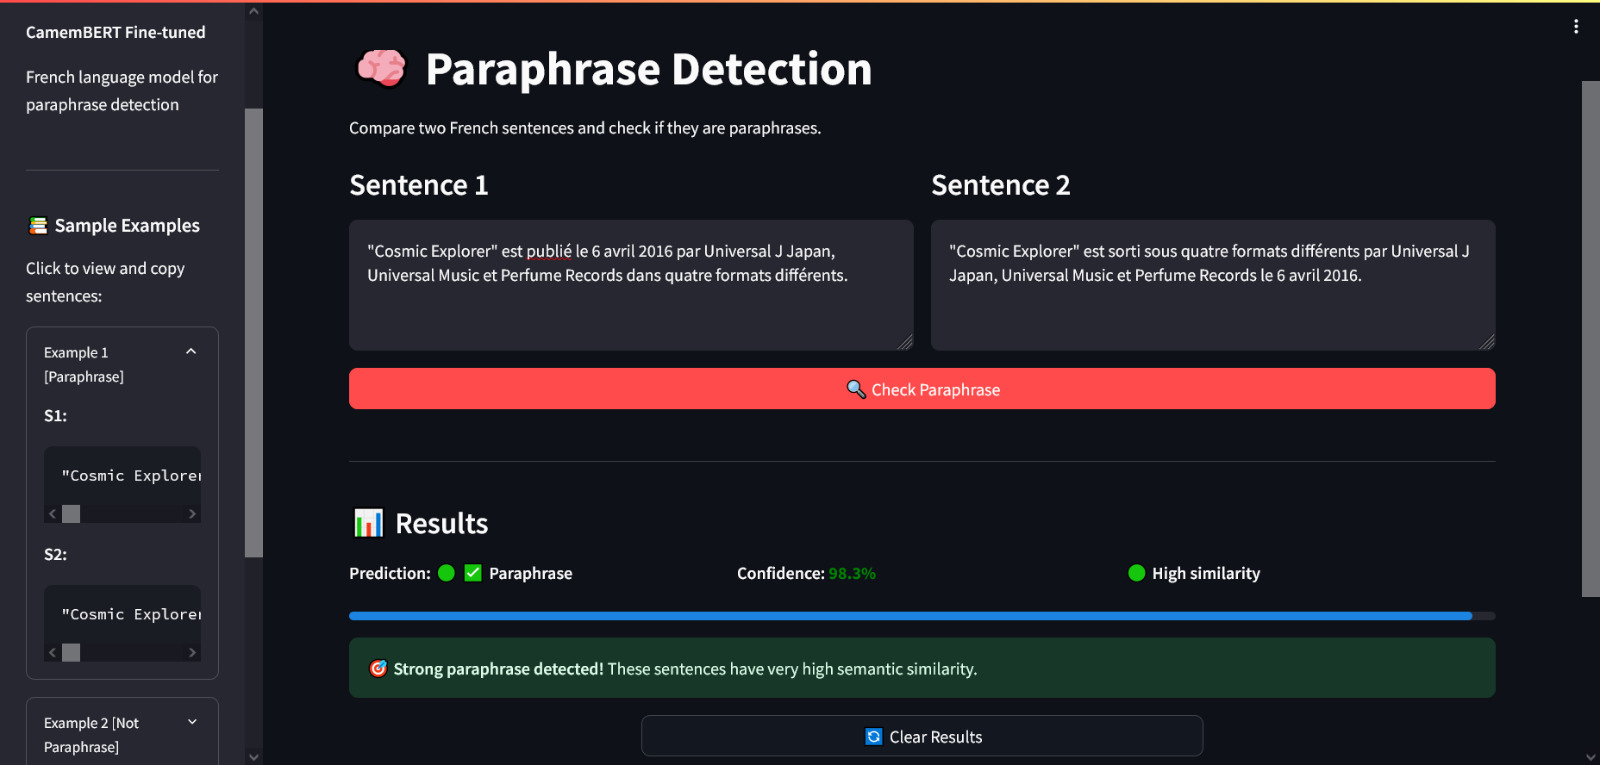 CamemBERT Fine-tuned
French language model for
paraphrase detection
Sample Examples
Click to view and copy
sentences:
Example 1
[Paraphrase]
S1:
"Cosmic Explorer
S2:
"Cosmic Explorer
Example 2 [Not
Paraphrase]
Paraphrase Detection
Compare two French sentences and check if they are paraphrases.
Sentence 1
"Cosmic Explorer" est publié le 6 avril 2016 par Universal J Japan,
Universal Music et Perfume Records dans quatre formats différents.
Sentence 2
"Cosmic Explorer" est sorti sous quatre formats différents par Universal J
Japan, Universal Music et Perfume Records le 6 avril 2016.
Check Paraphrase
Results
Prediction: Paraphrase
Confidence: 98.3%
High similarity
Strong paraphrase detected! These sentences have very high semantic similarity.
Clear Results